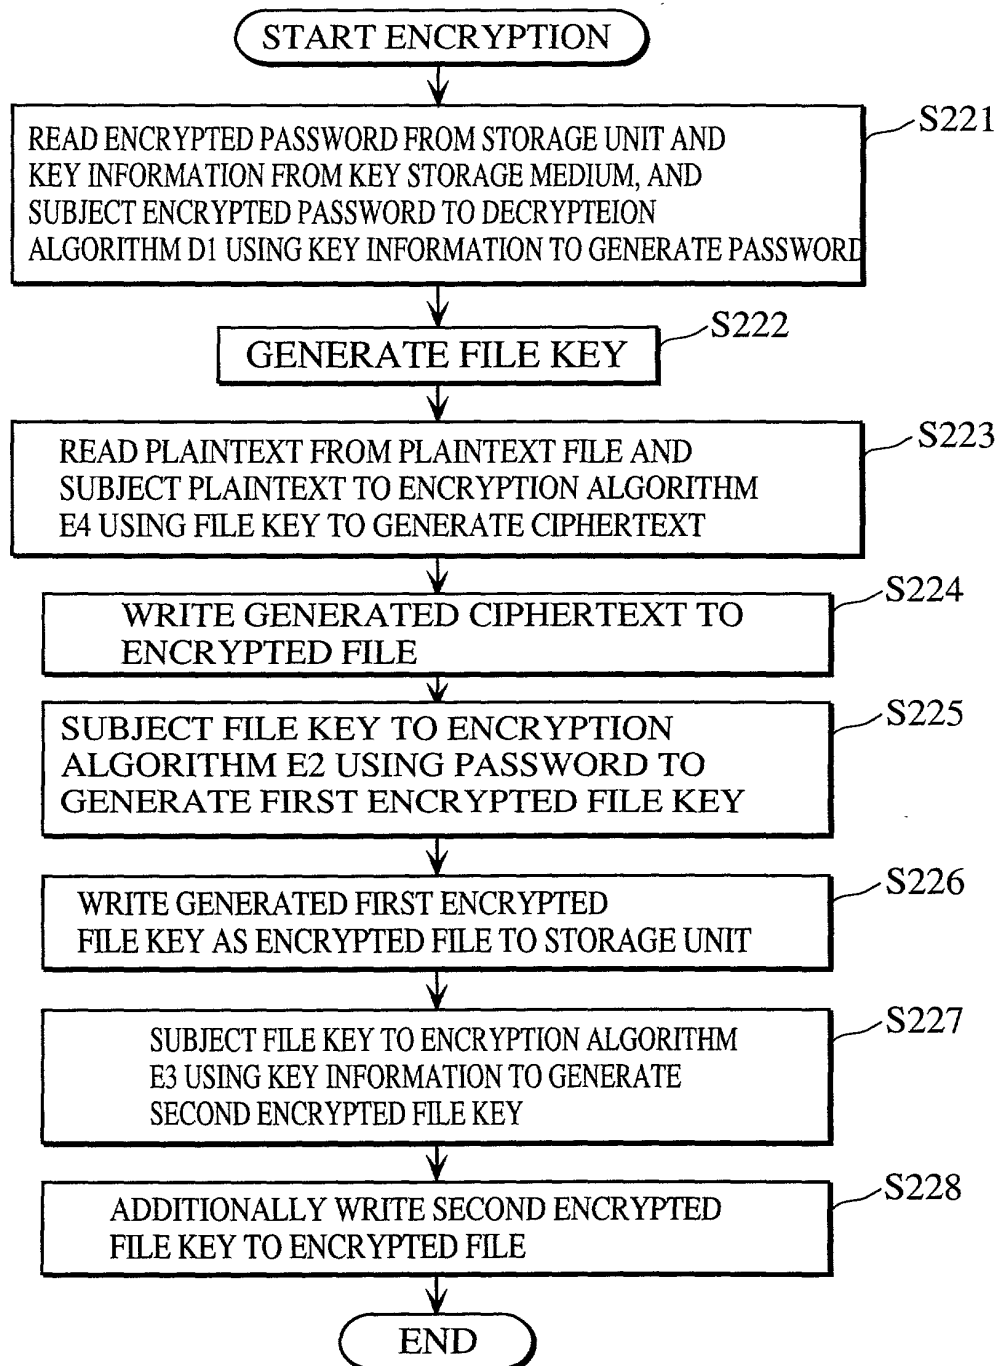 START ENCRYPTION
S221
READ ENCRYPTED PASSWORD FROM STORAGE UNIT AND
KEY INFORMATION FROM KEY STORAGE MEDIUM, AND
SUBJECT ENCRYPTED PASSWORD TO DECRYPTEION
ALGORITHM D1 USING KEY INFORMATION TO GENERATE PASSWORD
S222
GENERATE FILE KEY
S223
READ PLAINTEXT FROM PLAINTEXT FILE AND
SUBJECT PLAINTEXT TO ENCRYPTION ALGORITHM
E4 USING FILE KEY TO GENERATE CIPHERTEXT
S224
WRITE GENERATED CIPHERTEXT TO
ENCRYPTED FILE
S225
SUBJECT FILE KEY TO ENCRYPTION
ALGORITHM E2 USING PASSWORD TO
GENERATE FIRST ENCRYPTED FILE KEY
S226
WRITE GENERATED FIRST ENCRYPTED
FILE KEY AS ENCRYPTED FILE TO STORAGE UNIT
S227
SUBJECT FILE KEY TO ENCRYPTION ALGORITHM
E3 USING KEY INFORMATION TO GENERATE
SECOND ENCRYPTED FILE KEY
S228
ADDITIONALLY WRITE SECOND ENCRYPTED
FILE KEY TO ENCRYPTED FILE
END